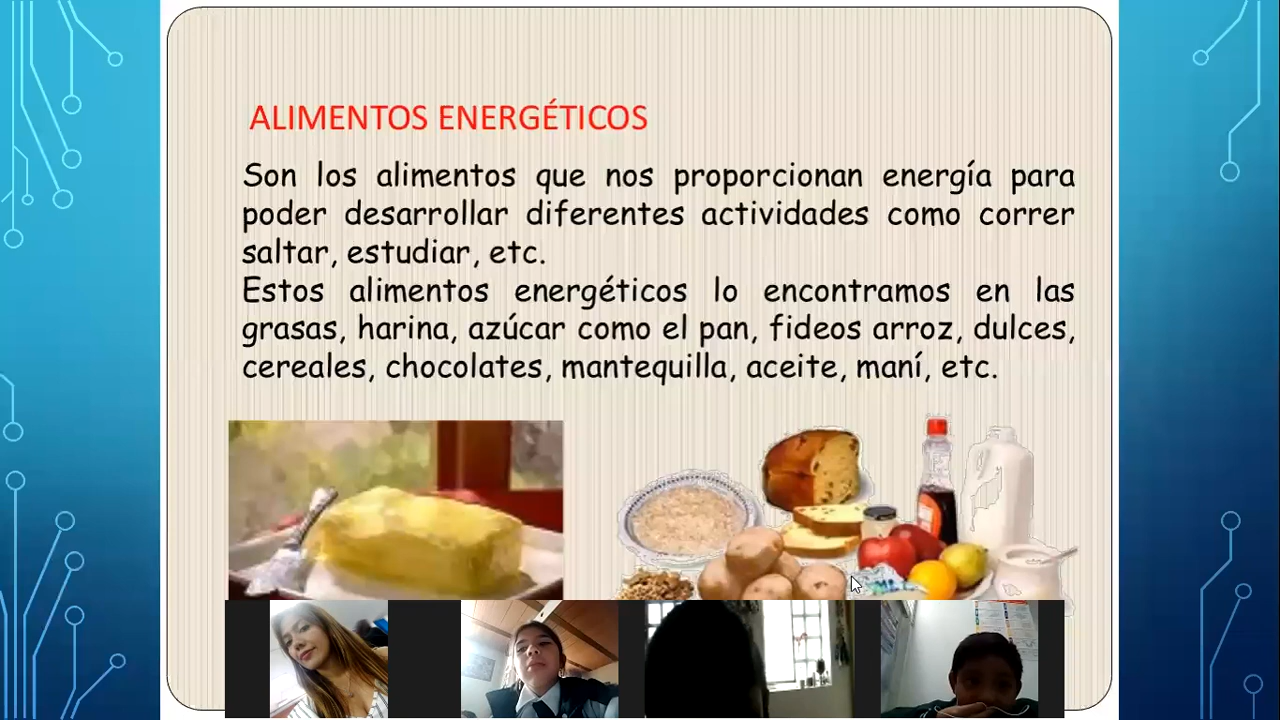 ALIMENTOS ENERGÉTICOS
Son los alimentos que nos proporcionan energía para
poder desarrollar diferentes actividades como correr
saltar, estudiar, etc.
Estos alimentos energéticos lo encontramos en las
grasas, harina, azúcar como el pan, fideos arroz, dulces,
cereales, chocolates, mantequilla, aceite, maní, etc.